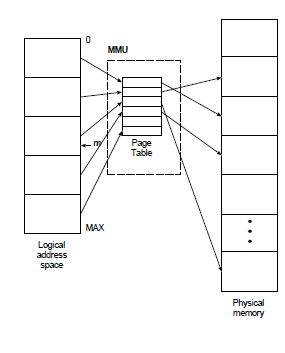 0
MMU
m
Page
Table
MAX
Logical
address
space
Physical
memory